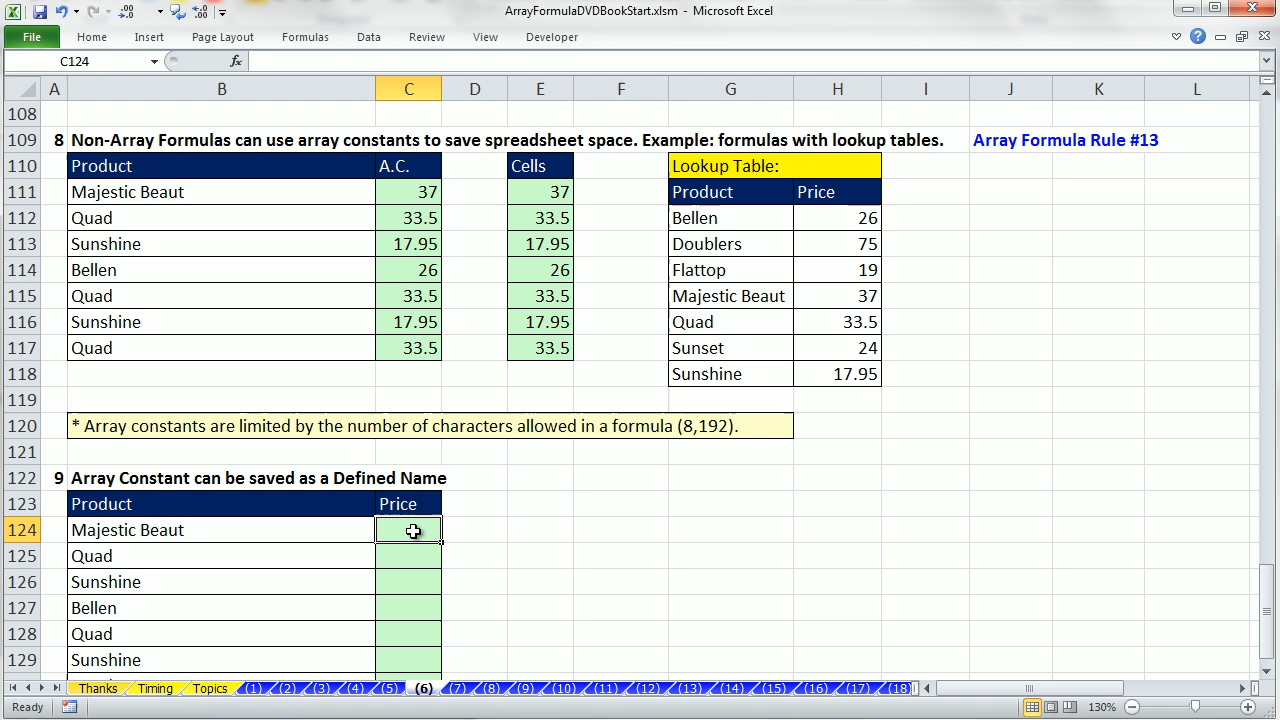 ArrayFormulaDVDBookStart.xlsm - Microsoft Excel
File Home Insert Page Layout Formulas Data Review View Developer
C124 fx
A B C D E F G H I J K L
108
109 8 Non-Array Formulas can use array constants to save spreadsheet space. Example: formulas with lookup tables. Array Formula Rule #13
110 Product A.C. Cells Lookup Table:
111 Majestic Beaut 37 37 Product Price
112 Quad 33.5 33.5 Bellen 26
113 Sunshine 17.95 17.95 Doublers 75
114 Bellen 26 26 Flattop 19
115 Quad 33.5 33.5 Majestic Beaut 37
116 Sunshine 17.95 17.95 Quad 33.5
117 Quad 33.5 33.5 Sunset 24
118 Sunshine 17.95
119
120 * Array constants are limited by the number of characters allowed in a formula (8,192).
121
122 9 Array Constant can be saved as a Defined Name
123 Product Price
124 Majestic Beaut
125 Quad
126 Sunshine
127 Bellen
128 Quad
129 Sunshine
Thanks Timing Topics (1) (2) (3) (4) (5) (6) (7) (8) (9) (10) (11) (12) (13) (14) (15) (16) (17) (18
Ready 130%